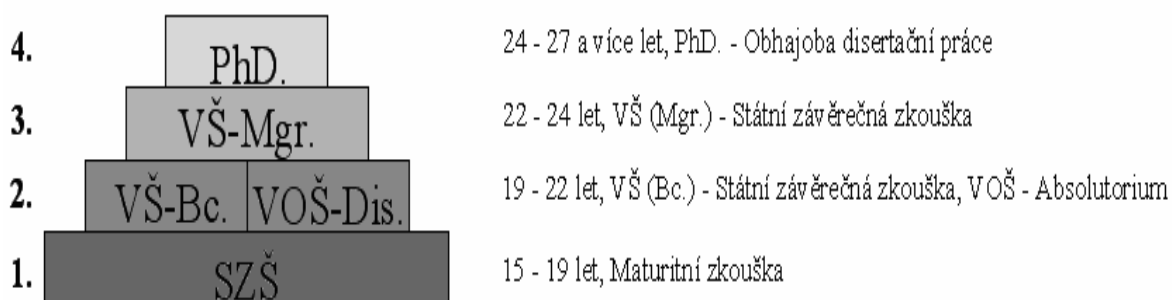 4. PhD. 24 - 27 a více let, PhD. - Obhajoba disertační práce
3. VŠ-Mgr. 22 - 24 let, VŠ (Mgr.) - Státní závěrečná zkouška
2. VŠ-Bc. VOŠ-Dis. 19 - 22 let, VŠ (Bc.) - Státní závěrečná zkouška, VOŠ - Absolutorium
1. SZŠ 15 - 19 let, Maturitní zkouška